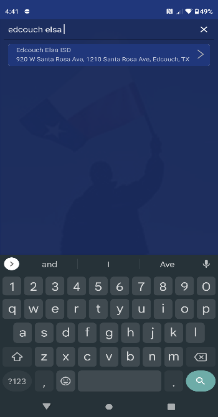 4:41
49%
edcouch elsa
Edcouch Elsa ISD
920 W Santa Rosa Ave, 1210 Santa Rosa Ave, Edcouch, TX
and I Ave
1 2 3 4 5 6 7 8 9 0
q w e r t y u i o p
a s d f g h j k l
z x c v b n m
?123 , .